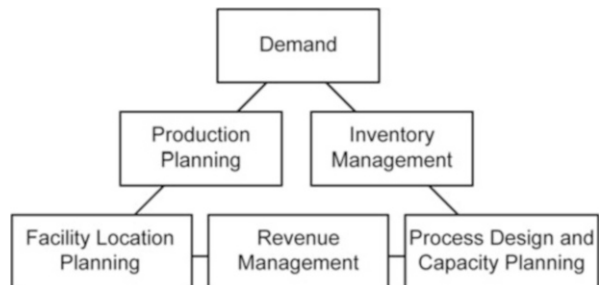 Demand
Production
Planning
Inventory
Management
Facility Location
Planning
Revenue
Management
Process Design and
Capacity Planning